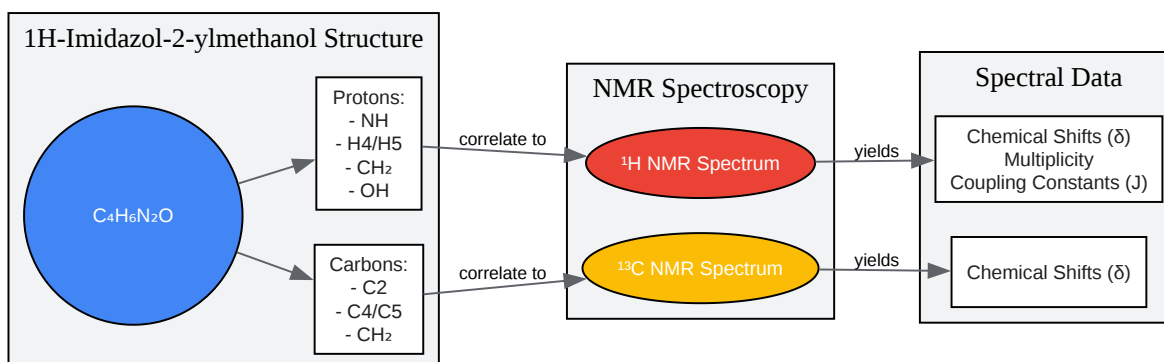 1H-Imidazol-2-ylmethanol Structure
C₄H₆N₂O
Protons:
- NH
- H4/H5
- CH₂
- OH
Carbons:
- C2
- C4/C5
- CH₂
correlate to
correlate to
NMR Spectroscopy
¹H NMR Spectrum
¹³C NMR Spectrum
yields
yields
Spectral Data
Chemical Shifts (δ)
Multiplicity
Coupling Constants (J)
Chemical Shifts (δ)